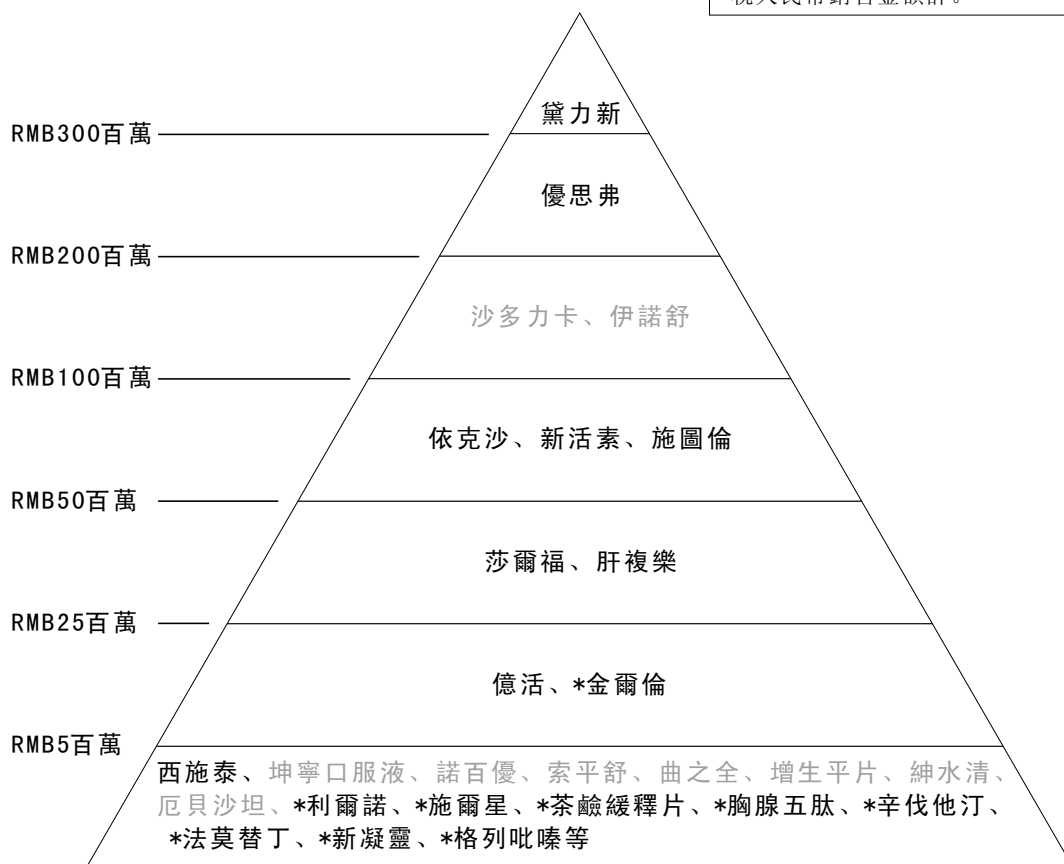 黛力新
RMB300百萬
優思弗
RMB200百萬
沙多力卡、伊諾舒
RMB100百萬
依克沙、新活素、施圖倫
RMB50百萬
莎爾福、肝複樂
RMB25百萬
億活、*金爾倫
RMB5百萬
西施泰、坤寧口服液、諾百優、索平舒、曲之全、增生平片、紳水清、
厄貝沙坦、*利爾諾、*施爾星、*茶鹼緩釋片、*胸腺五肽、*辛伐他汀、
*法莫替丁、*新凝靈、*格列吡嗪等